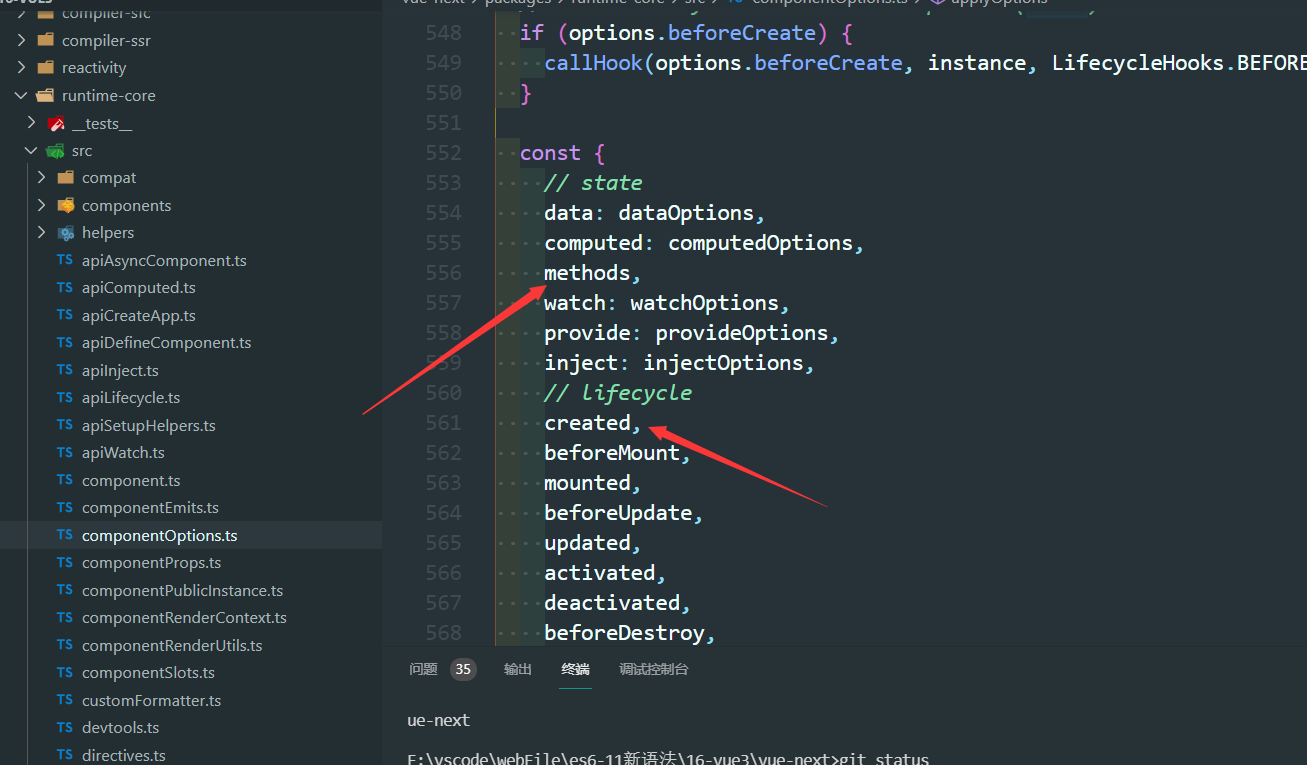 compiler-sfc
compiler-ssr
reactivity
runtime-core
__tests__
src
compat
components
helpers
TS apiAsyncComponent.ts
TS apiComputed.ts
TS apiCreateApp.ts
TS apiDefineComponent.ts
TS apiInject.ts
TS apiLifecycle.ts
TS apiSetupHelpers.ts
TS apiWatch.ts
TS component.ts
TS componentEmits.ts
TS componentOptions.ts
TS componentProps.ts
TS componentPublicInstance.ts
TS componentRenderContext.ts
TS componentRenderUtils.ts
TS componentSlots.ts
TS customFormatter.ts
TS devtools.ts
TS directives.ts
vue-next > packages > runtime-core > src > TS componentOptions.ts > applyOptions
548 if (options.beforeCreate) {
549 callHook(options.beforeCreate, instance, LifecycleHooks.BEFORE
550 }
551
552 const {
553 // state
554 data: dataOptions,
555 computed: computedOptions,
556 methods,
557 watch: watchOptions,
558 provide: provideOptions,
559 inject: injectOptions,
560 // lifecycle
561 created,
562 beforeMount,
563 mounted,
564 beforeUpdate,
565 updated,
566 activated,
567 deactivated,
568 beforeDestroy,
问题 35 输出 终端 调试控制台
ue-next
F:\vscode\webFile\es6-11新语法\16-vue3\vue-next>git status